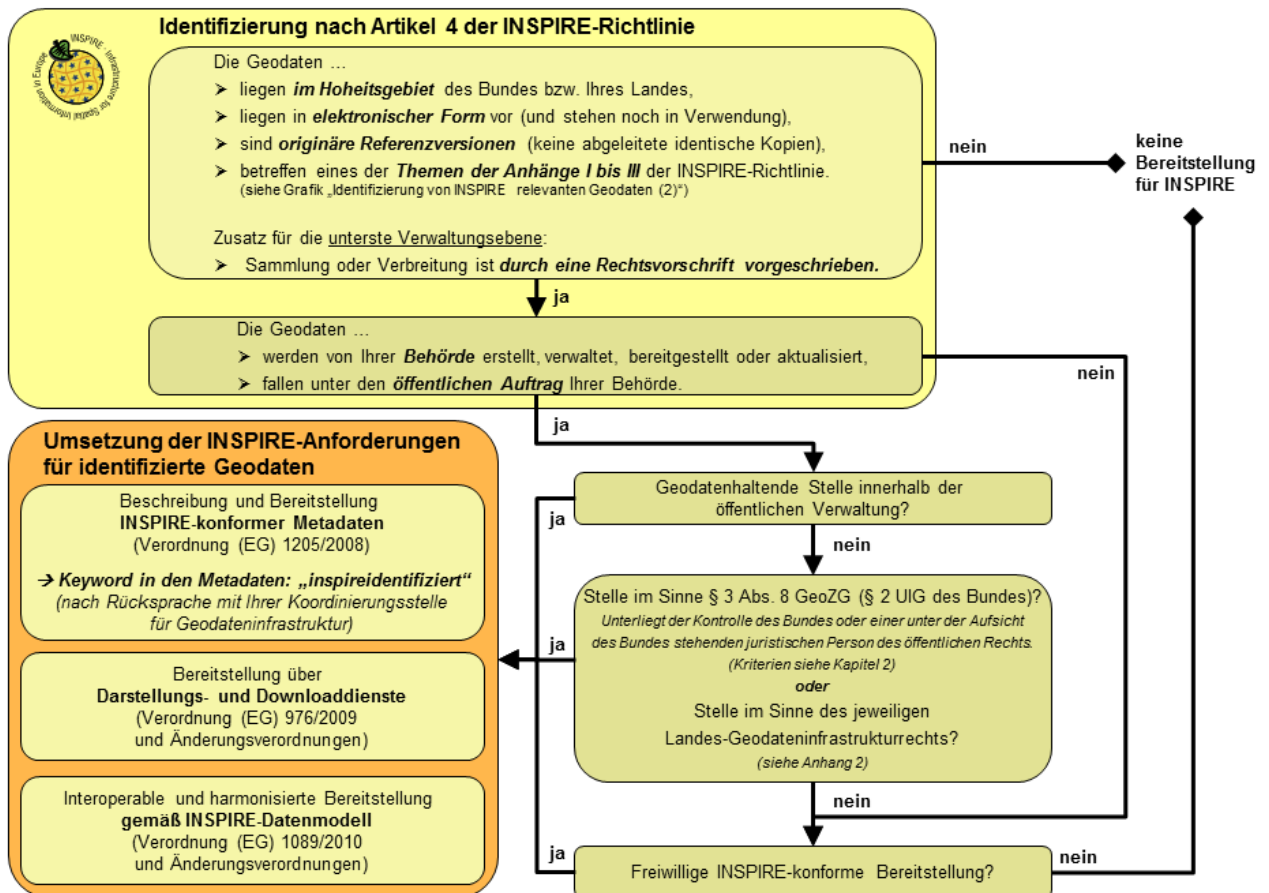 Identifizierung nach Artikel 4 der INSPIRE-Richtlinie
INSPIRE - Infrastructure for Spatial Information in Europe
Die Geodaten …
➤ liegen im Hoheitsgebiet des Bundes bzw. Ihres Landes,
➤ liegen in elektronischer Form vor (und stehen noch in Verwendung),
➤ sind originäre Referenzversionen (keine abgeleitete identische Kopien),
➤ betreffen eines der Themen der Anhänge I bis III der INSPIRE-Richtlinie.
(siehe Grafik „Identifizierung von INSPIRE relevanten Geodaten (2)“)
Zusatz für die unterste Verwaltungsebene:
➤ Sammlung oder Verbreitung ist durch eine Rechtsvorschrift vorgeschrieben.
nein
keine
Bereitstellung
für INSPIRE
ja
Die Geodaten …
➤ werden von Ihrer Behörde erstellt, verwaltet, bereitgestellt oder aktualisiert,
➤ fallen unter den öffentlichen Auftrag Ihrer Behörde.
nein
ja
Umsetzung der INSPIRE-Anforderungen
für identifizierte Geodaten
Beschreibung und Bereitstellung
INSPIRE-konformer Metadaten
(Verordnung (EG) 1205/2008)
→ Keyword in den Metadaten: „inspireidentifiziert“
(nach Rücksprache mit Ihrer Koordinierungsstelle
für Geodateninfrastruktur)
Bereitstellung über
Darstellungs- und Downloaddienste
(Verordnung (EG) 976/2009
und Änderungsverordnungen)
Interoperable und harmonisierte Bereitstellung
gemäß INSPIRE-Datenmodell
(Verordnung (EG) 1089/2010
und Änderungsverordnungen)
Geodatenhaltende Stelle innerhalb der
öffentlichen Verwaltung?
ja
nein
Stelle im Sinne § 3 Abs. 8 GeoZG (§ 2 UIG des Bundes)?
Unterliegt der Kontrolle des Bundes oder einer unter der Aufsicht
des Bundes stehenden juristischen Person des öffentlichen Rechts.
(Kriterien siehe Kapitel 2)
oder
Stelle im Sinne des jeweiligen
Landes-Geodateninfrastrukturrechts?
(siehe Anhang 2)
ja
nein
Freiwillige INSPIRE-konforme Bereitstellung?
ja
nein